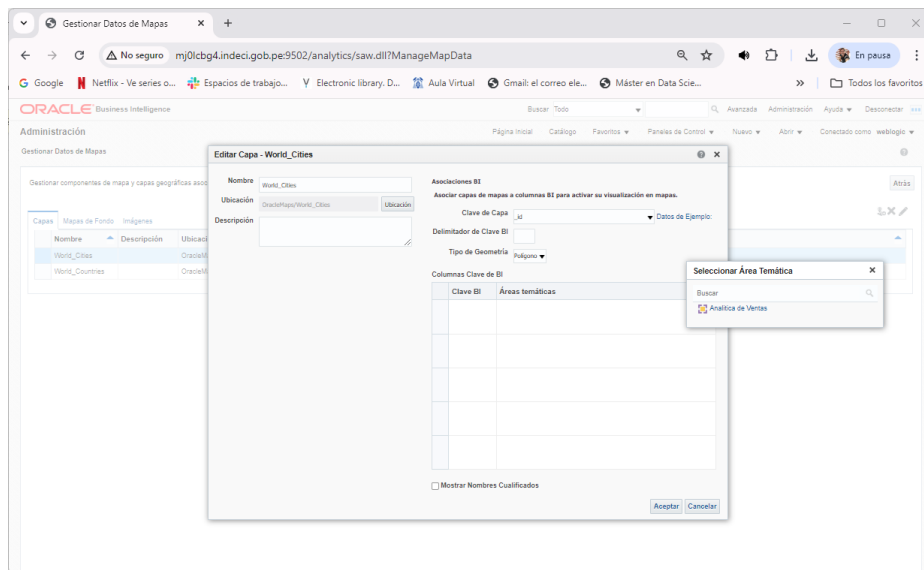 Gestionar Datos de Mapas
No seguro mj0lcbg4.indeci.gob.pe:9502/analytics/saw.dll?ManageMapData En pausa
Google Netflix - Ve series o... Espacios de trabajo... Electronic library. D... Aula Virtual Gmail: el correo ele... Máster en Data Scie... » Todos los favoritos
ORACLE Business Intelligence Buscar Todo Avanzada Administración Ayuda Desconectar
Administración Página Inicial Catálogo Favoritos Paneles de Control Nuevo Abrir Conectado como weblogic
Gestionar Datos de Mapas
Gestionar componentes de mapa y capas geográficas asoc Atrás
Capas Mapas de Fondo Imágenes
Nombre Descripción Ubicaci
World_Cities OracleM
World_Countries OracleM
Editar Capa - World_Cities
Nombre World_Cities
Ubicación OracleMaps/World_Cities Ubicación
Descripción
Asociaciones BI
Asociar capas de mapas a columnas BI para activar su visualización en mapas.
Clave de Capa _id Datos de Ejemplo:
Delimitador de Clave BI
Tipo de Geometría Polígono
Columnas Clave de BI
Clave BI Áreas temáticas
Mostrar Nombres Cualificados
Aceptar Cancelar
Seleccionar Área Temática
Buscar
Analítica de Ventas